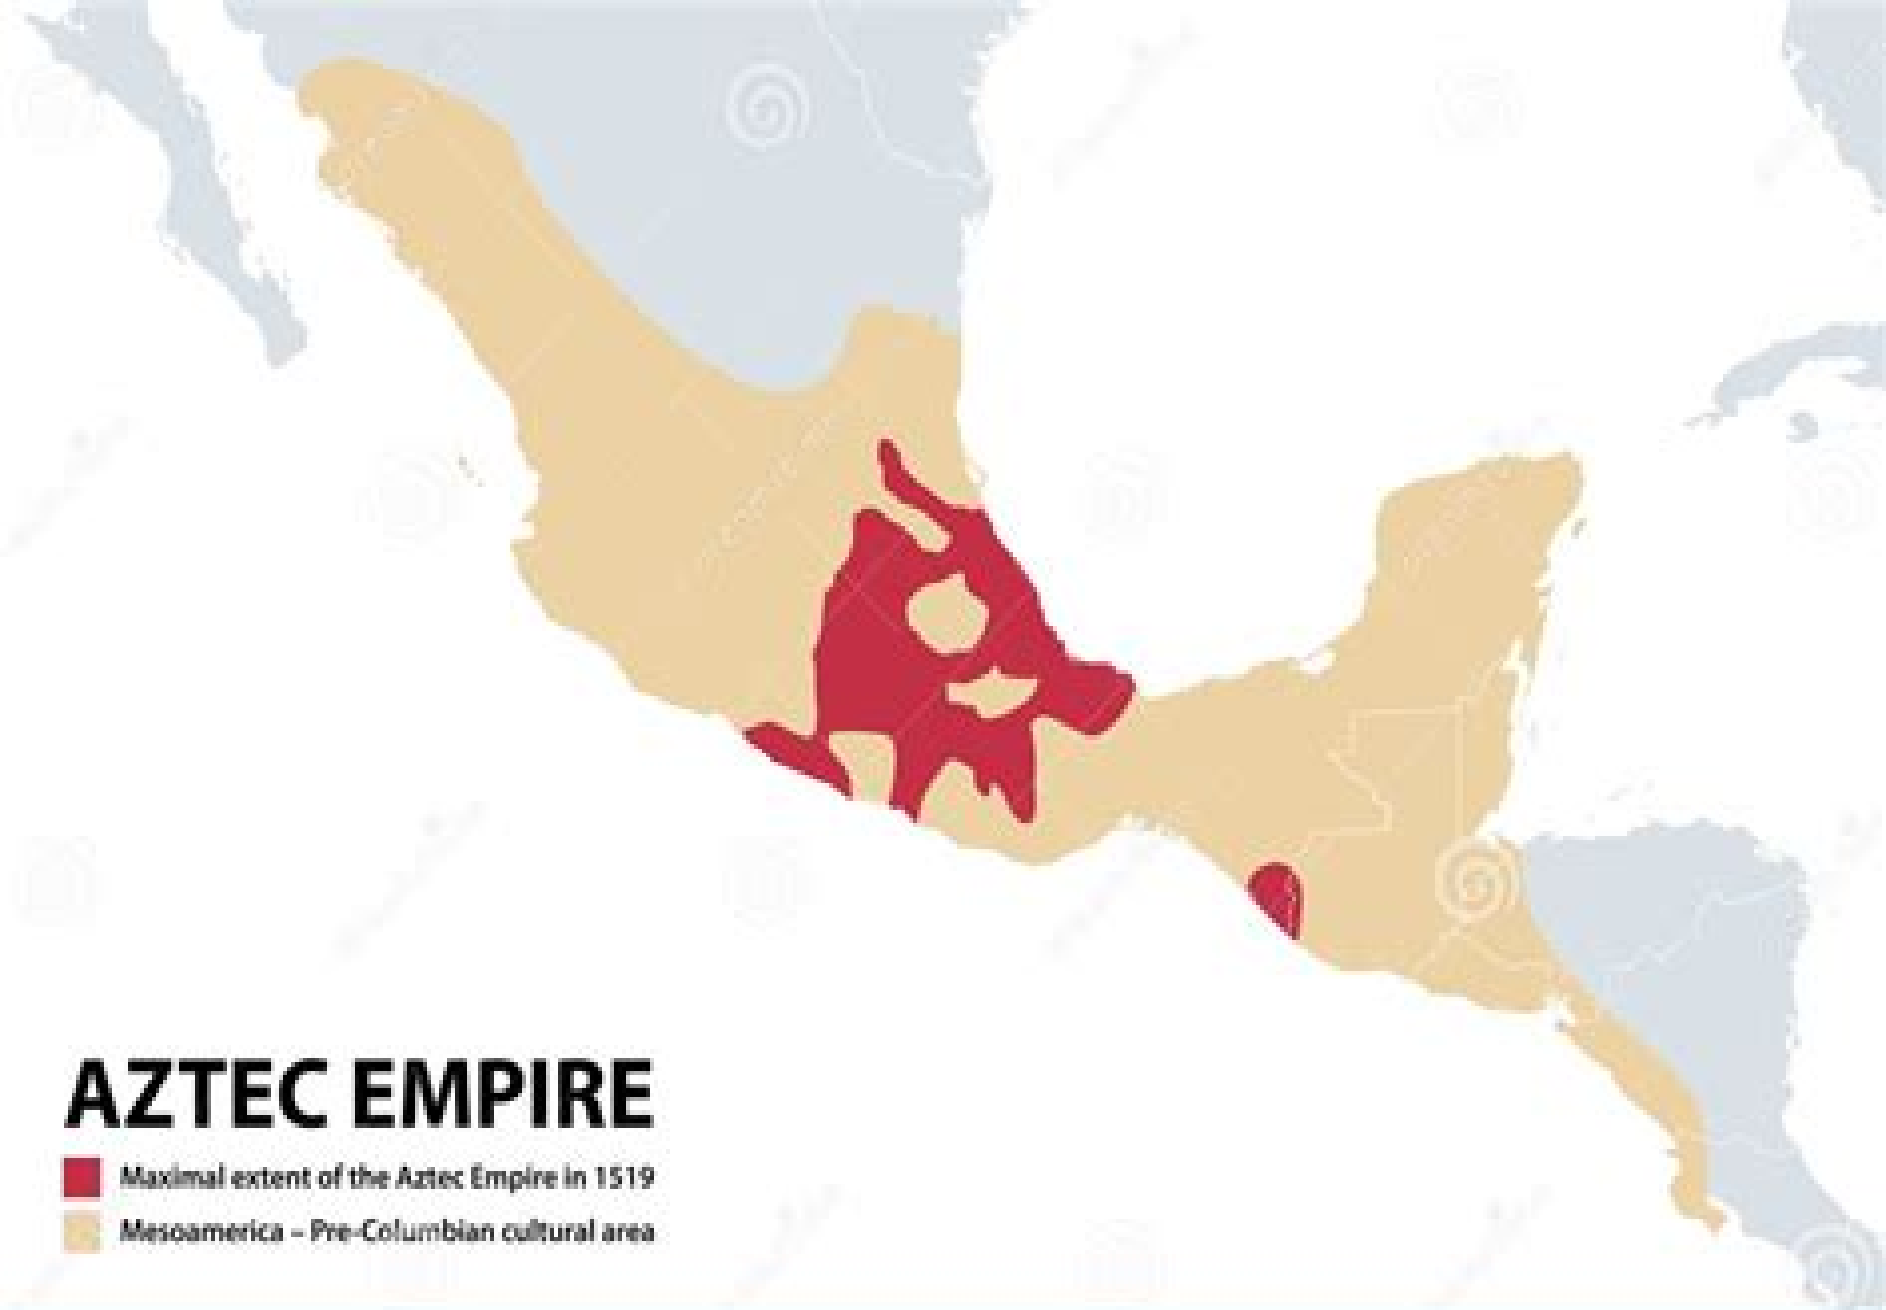 AZTEC EMPIRE
Maximal extent of the Aztec Empire in 1519
Mesoamerica – Pre-Columbian cultural area